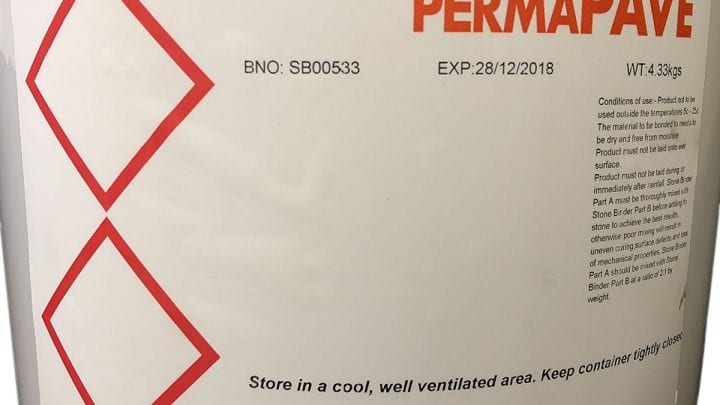 PERMAPAVE
BNO: SB00533
EXP:28/12/2018
WT:4.33kgs
Conditions of use:- Product not to be
used outside the temperatures 5c - 25c
The material to be bonded to needs to
be dry and free from moisture
Product must not be laid onto wet
surface.
Product must not be laid during or
immediately after rainfall. Stone Binder
Part A must be thoroughly mixed with
Stone Binder Part B before adding to
stone to achieve the best results,
otherwise poor mixing will result in
uneven curing,surface defects and loss
of mechanical properties. Stone Binder
Part A should be mixed with Stone
Binder Part B at a ratio of 2:1 by
weight.
Store in a cool, well ventilated area. Keep container tightly closed